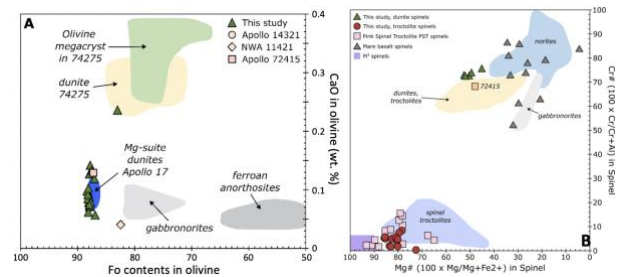 A
This study
Apollo 14321
NWA 11421
Apollo 72415
Olivine
megacryst
in 74275
dunite
74275
Mg-suite
dunites
Apollo 17
gabbronorites
ferroan
anorthosites
0.4
0.3
0.2
0.1
0
CaO in olivine (wt. %)
100 90 80 70 60 50
Fo contents in olivine
This study, dunite spinels
This study, troctolite spinels
Pink Spinel Troctolite PST spinels
Mare basalt spinels
norites
72415
dunites,
troctolites
gabbronorites
spinel
troctolites
B
100
90
80
70
60
50
40
30
20
10
0
Cr# (100 x Cr/Cr+Al) in Spinel
100 90 80 70 60 50 40 30 20 10 0
Mg# (100 x Mg/Mg+Fe2+) in Spinel